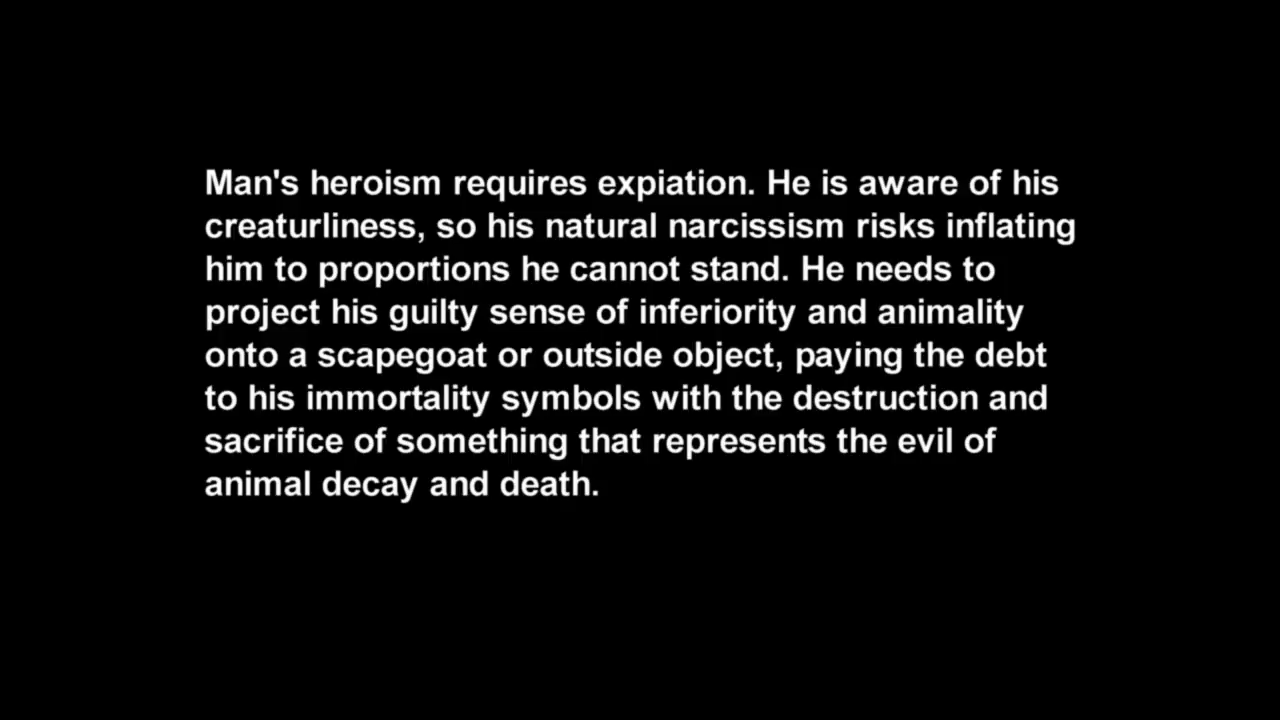 Man's heroism requires expiation. He is aware of his
creaturliness, so his natural narcissism risks inflating
him to proportions he cannot stand. He needs to
project his guilty sense of inferiority and animality
onto a scapegoat or outside object, paying the debt
to his immortality symbols with the destruction and
sacrifice of something that represents the evil of
animal decay and death.